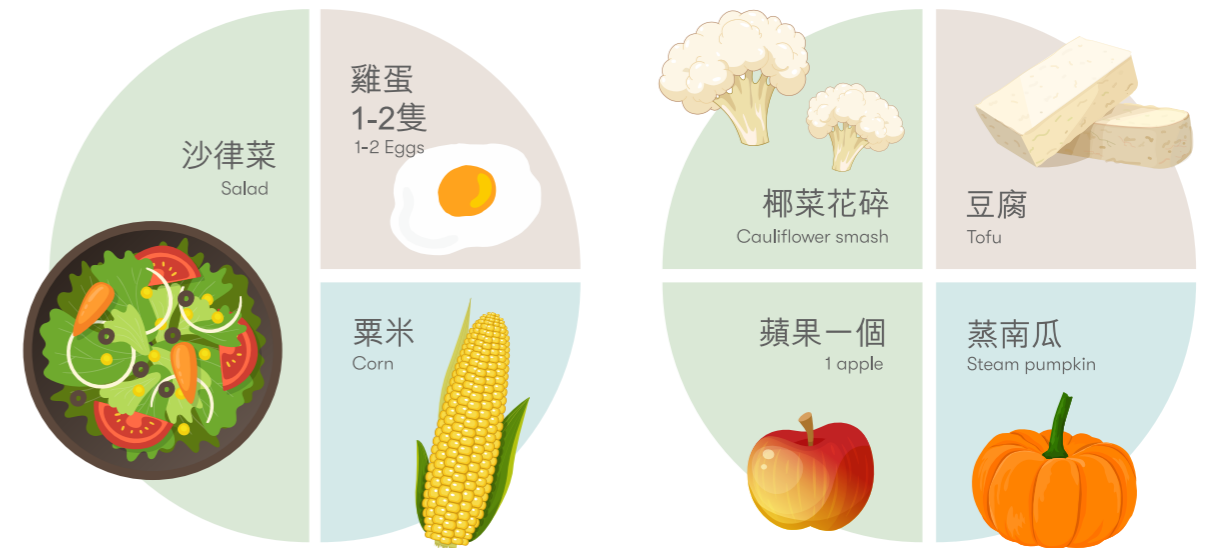 沙律菜
Salad
雞蛋
1-2隻
1-2 Eggs
粟米
Corn
椰菜花碎
Cauliflower smash
豆腐
Tofu
蘋果一個
1 apple
蒸南瓜
Steam pumpkin